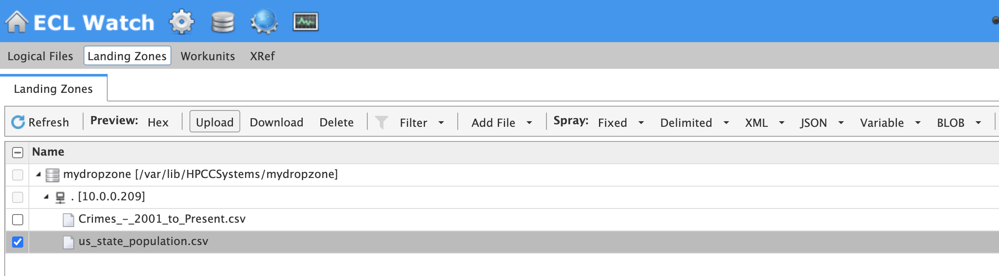 ECL Watch
Logical Files Landing Zones Workunits XRef
Landing Zones
Refresh Preview: Hex Upload Download Delete Filter Add File Spray: Fixed Delimited XML JSON Variable BLOB
Name
mydropzone [/var/lib/HPCCSystems/mydropzone]
. [10.0.0.209]
Crimes_-_2001_to_Present.csv
us_state_population.csv